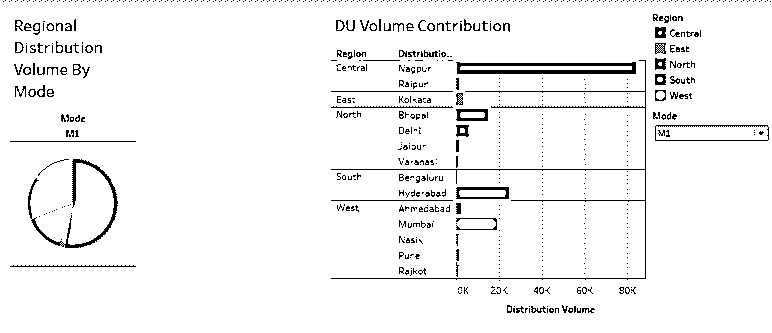 Regional
Distribution
Volume By
Mode
Mode
M1
DU Volume Contribution
Region Distributio..
Central Nagpur
Raipur
East Kolkata
North Bhopal
Delhi
Jaipur
Varanasi
South Bengaluru
Hyderabad
West Ahmedabad
Mumbai
Nasik
Pune
Rajkot
0K 20K 40K 60K 80K
Distribution Volume
Region
Central
East
North
South
West
Mode
M1